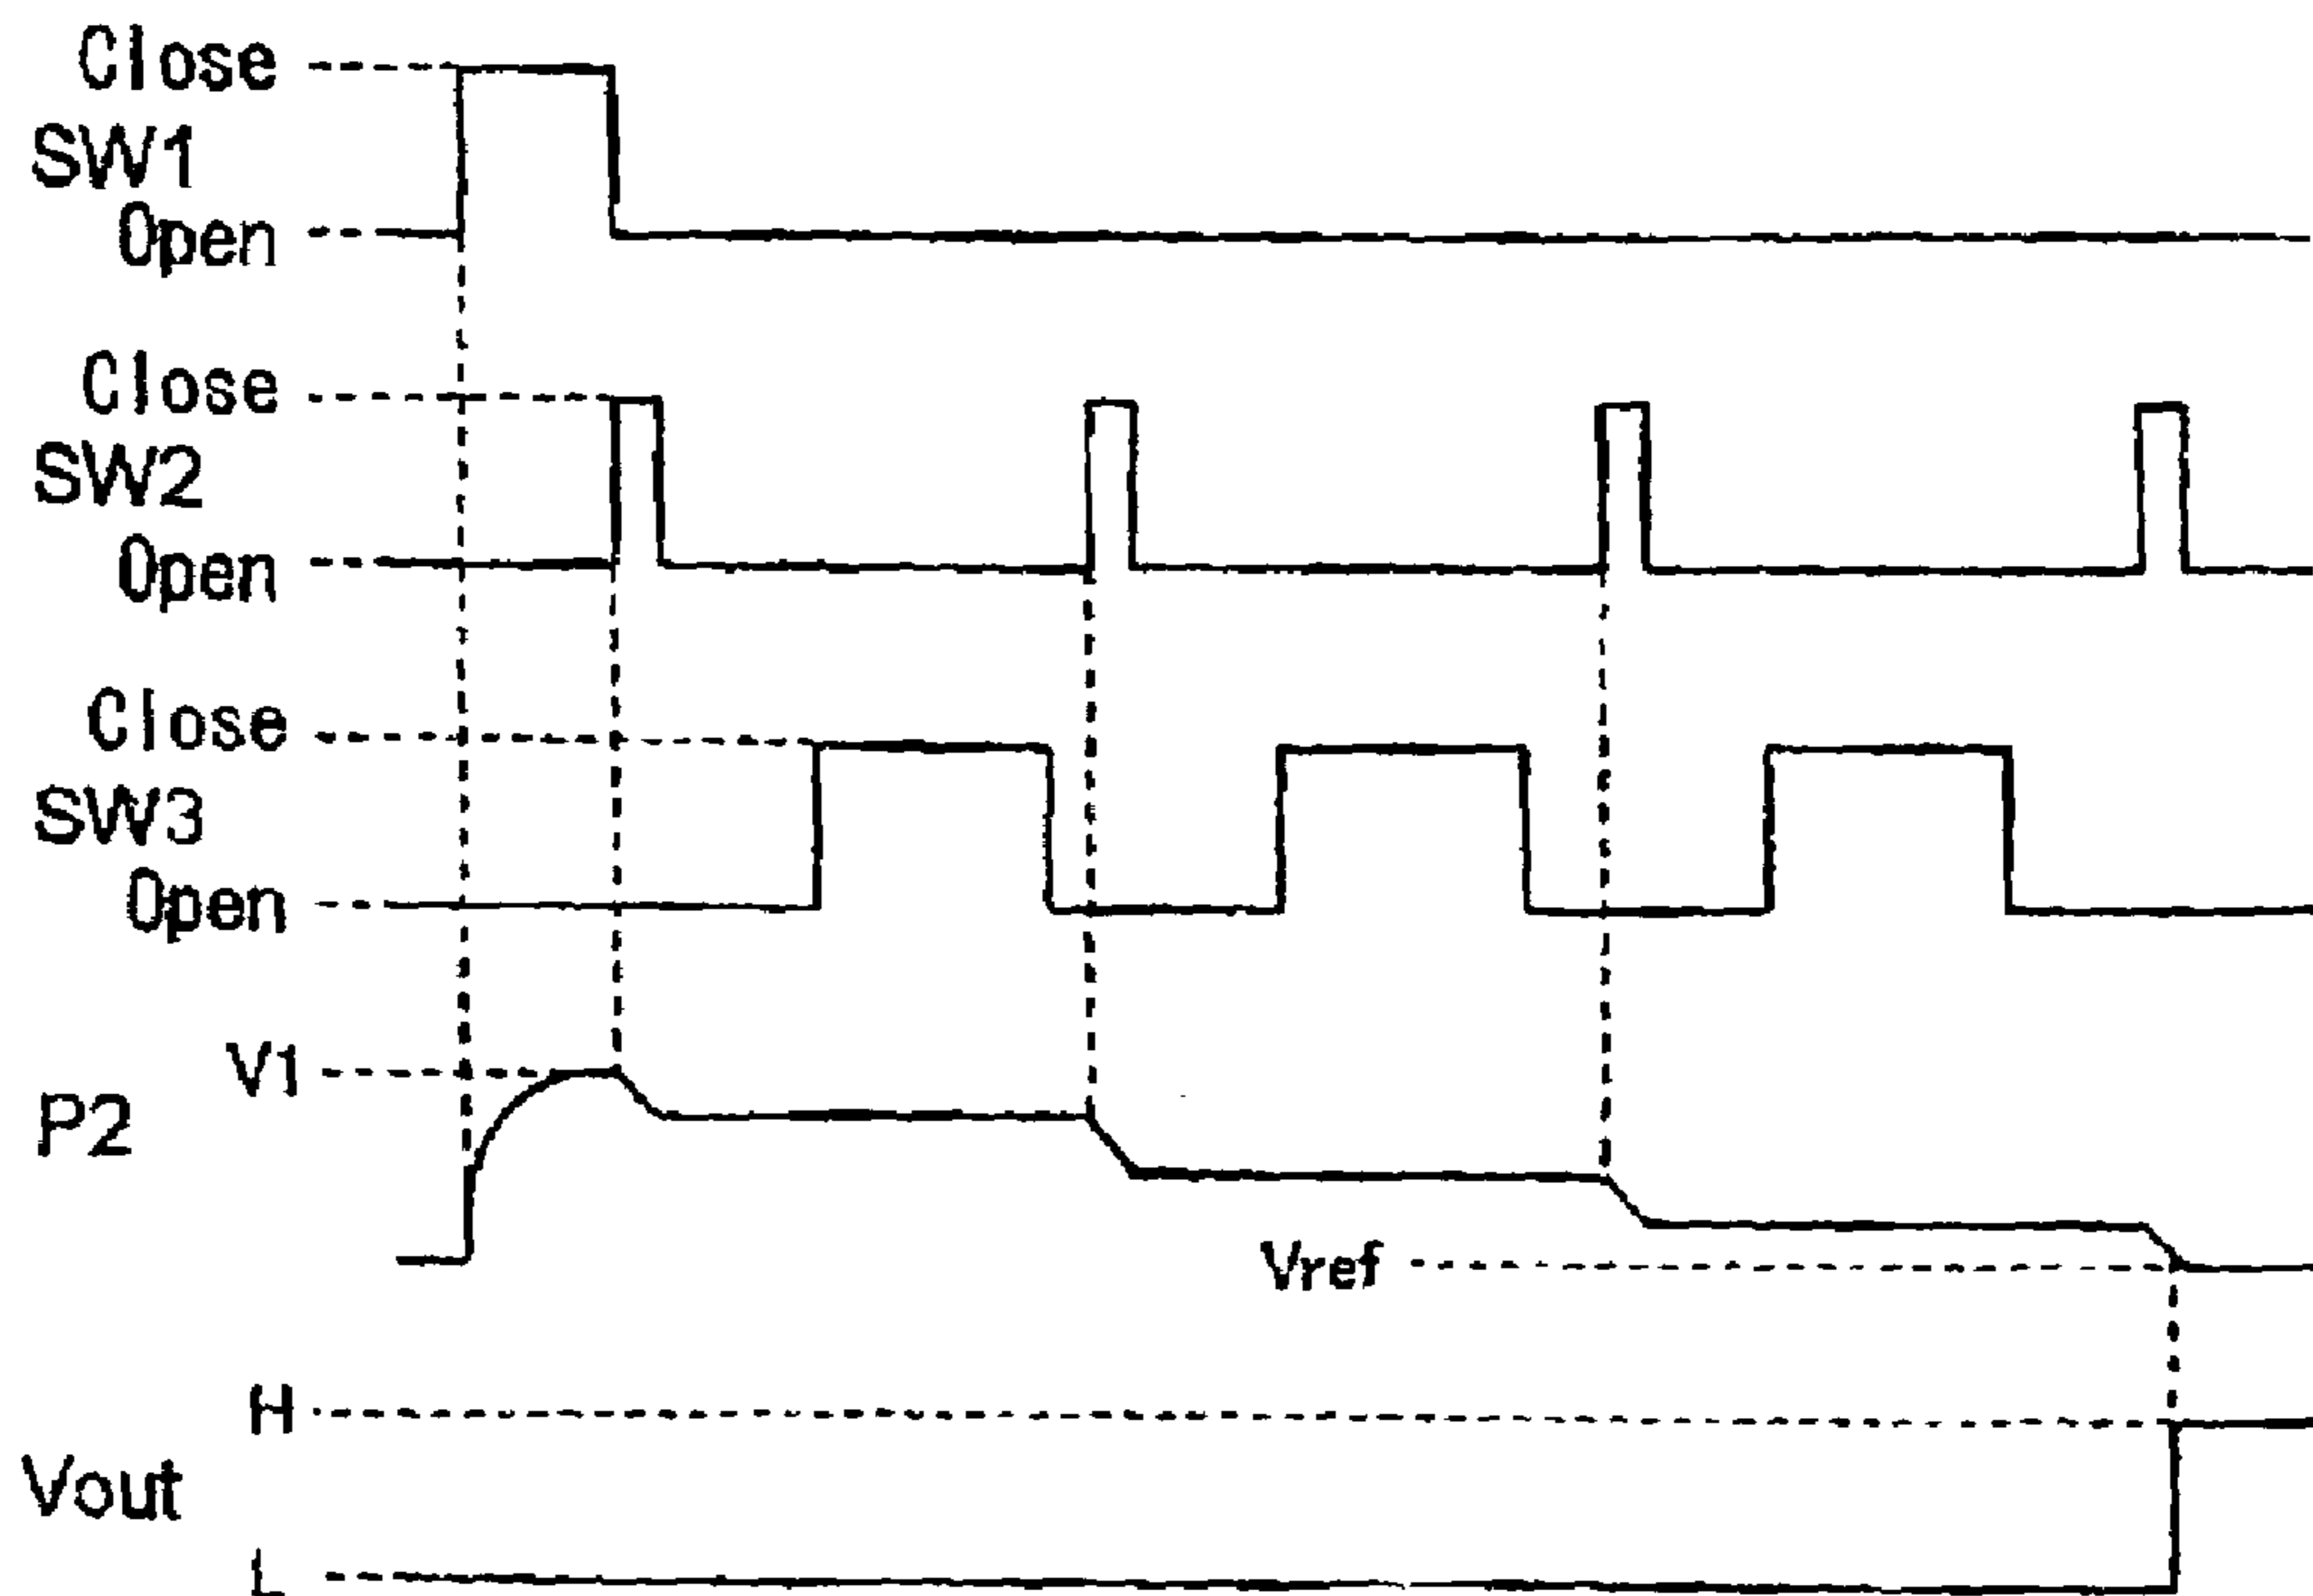 Close
SW1
Open
Close
SW2
Open
Close
SW3
Open
V1
P2
Vref
H
Vout
L